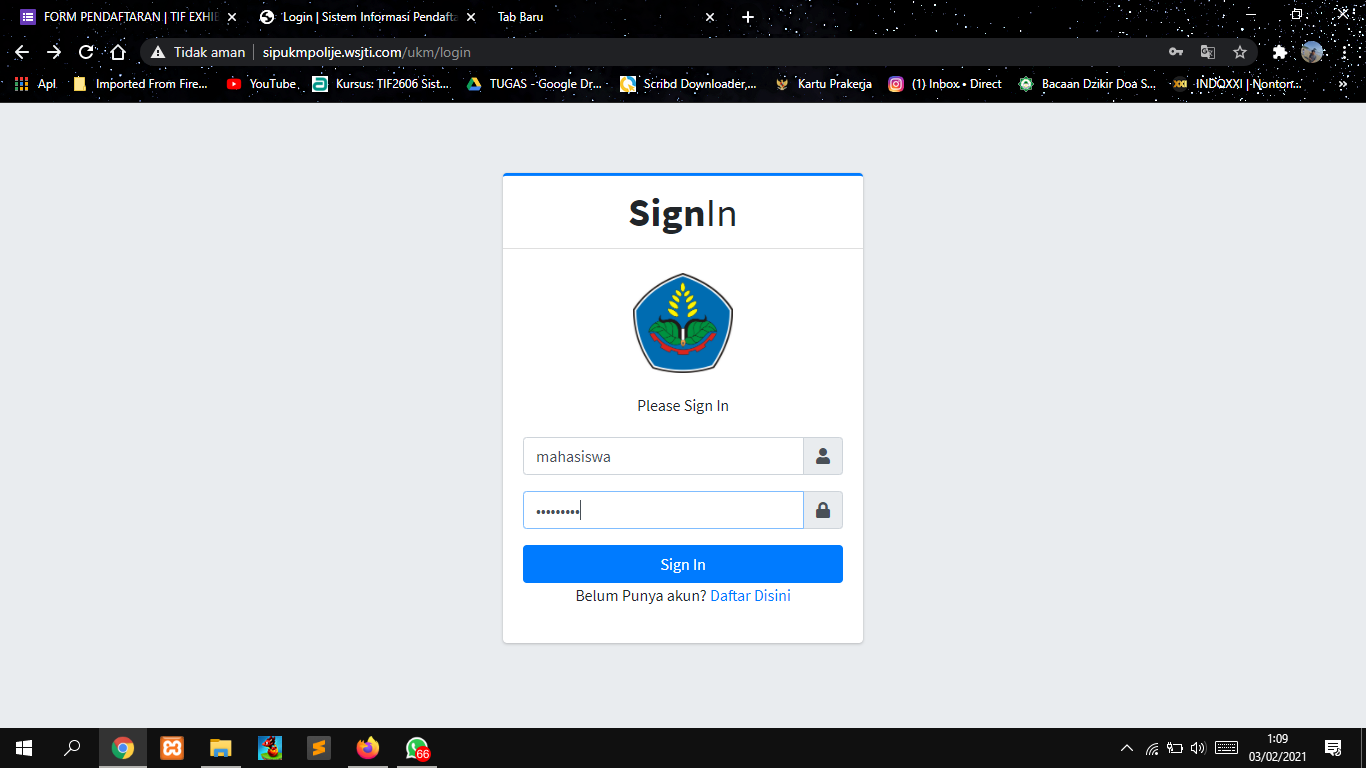 FORM PENDAFTARAN | TIF EXHIB
Login | Sistem Informasi Pendafta
Tab Baru
Tidak aman
sipukmpolije.wsjti.com/ukm/login
Apl
Imported From Fire...
YouTube
Kursus: TIF2606 Sist...
TUGAS - Google Dr...
Scribd Downloader,...
Kartu Prakerja
(1) Inbox • Direct
Bacaan Dzikir Doa S...
INDOXXI | Nonton...
»
SignIn
Please Sign In
mahasiswa
•••••••••
Sign In
Belum Punya akun? Daftar Disini
66
1:09
03/02/2021